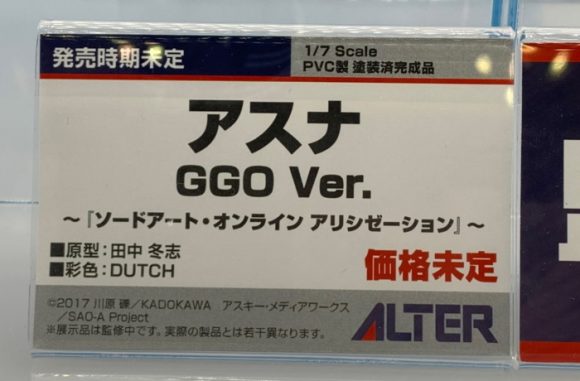 発売時期未定
1/7 Scale
PVC製 塗装済完成品
アスナ
GGO Ver.
～『ソードアート・オンライン アリシゼーション』～
■原型：田中 冬志
■彩色：DUTCH
価格未定
©2017 川原 礫／KADOKAWA アスキー・メディアワークス
／SAO-A Project
※展示品は監修中です。実際の製品とは若干異なります。
ALTER